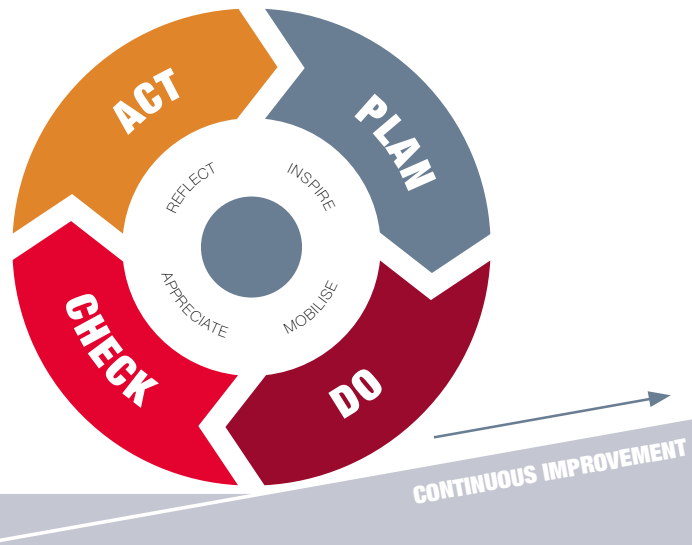 ACT
PLAN
REFLECT
INSPIRE
APPRECIATE
MOBILISE
CHECK
DO
CONTINUOUS IMPROVEMENT